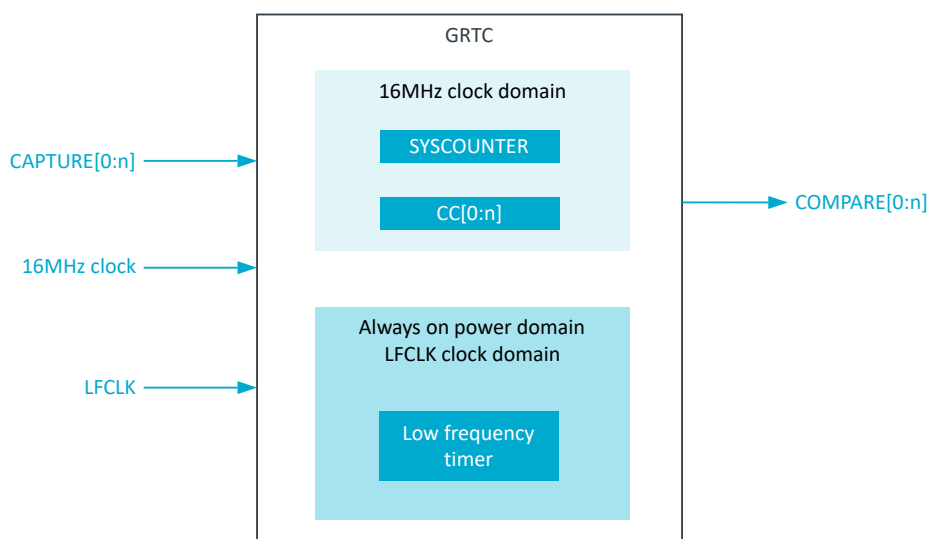 GRTC
16MHz clock domain
SYSCOUNTER
CAPTURE[0:n]
CC[0:n]
COMPARE[0:n]
16MHz clock
Always on power domain
LFCLK clock domain
LFCLK
Low frequency
timer